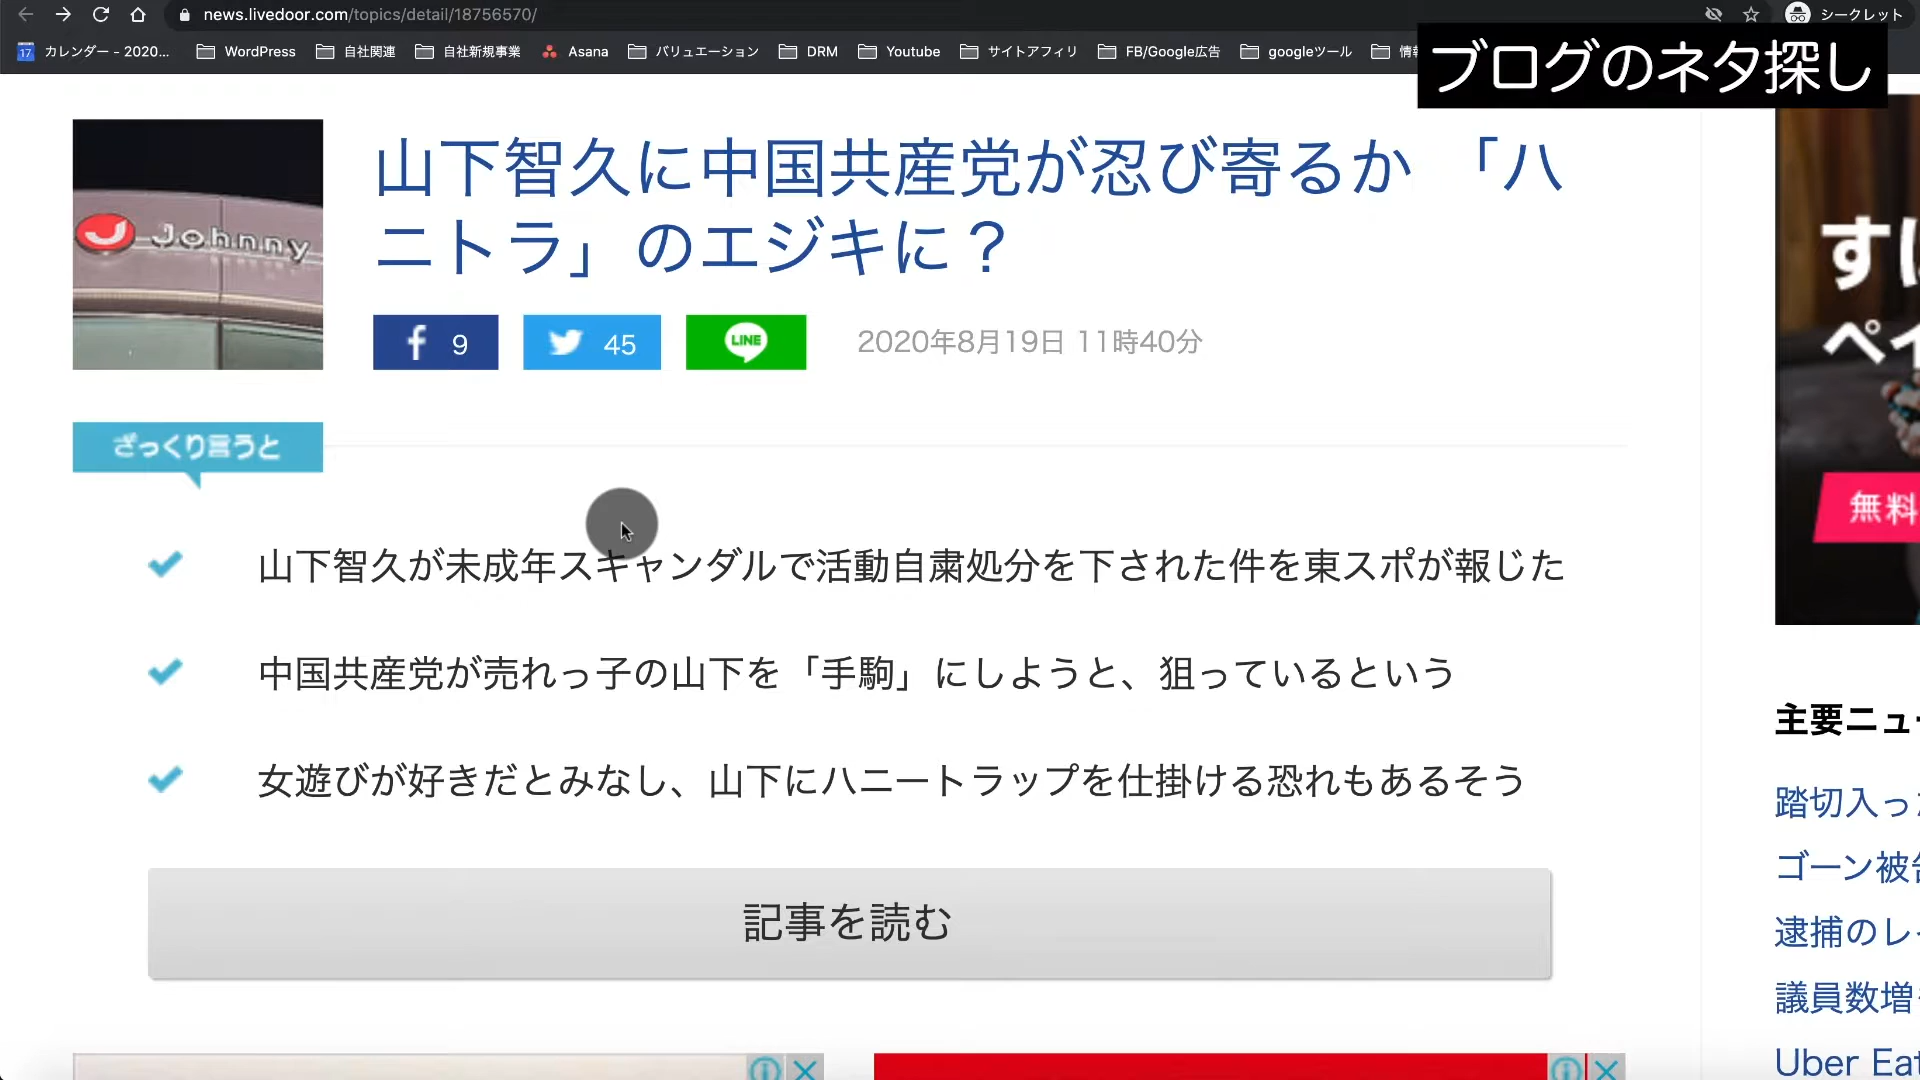 news.livedoor.com/topics/detail/18756570/
シークレット
17 カレンダー - 2020... WordPress 自社関連 自社新規事業 Asana バリュエーション DRM Youtube サイトアフィリ FB/Google広告 googleツール
ブログのネタ探し
Johnny
山下智久に中国共産党が忍び寄るか 「ハ
ニトラ」のエジキに？
f 9
45
LINE
2020年8月19日 11時40分
ざっくり言うと
山下智久が未成年スキャンダルで活動自粛処分を下された件を東スポが報じた
中国共産党が売れっ子の山下を「手駒」にしようと、狙っているという
女遊びが好きだとみなし、山下にハニートラップを仕掛ける恐れもあるそう
記事を読む
無料
主要ニュ
踏切入っ
ゴーン被
逮捕のレ
議員数増
Uber Eat